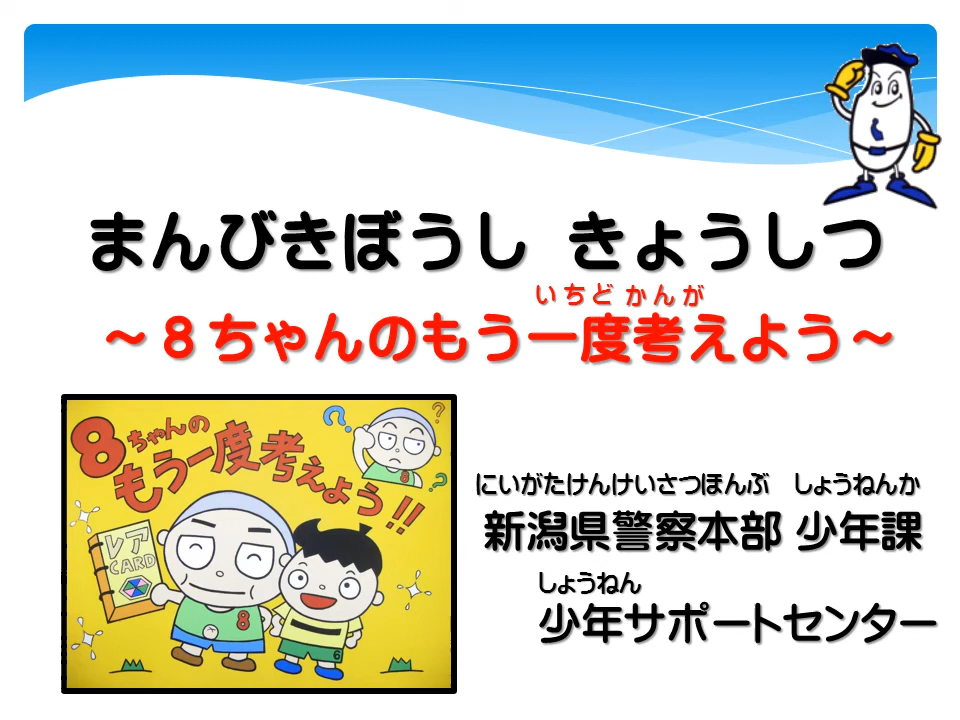 まんびきぼうし きょうしつ
いちど かんが
～８ちゃんのもう一度考えよう～
8ちゃんの
もう一度考えよう!!
?
?
?
レア
CARD
8
8
6
にいがたけんけいさつほんぶ しょうねんか
新潟県警察本部 少年課
しょうねん
少年サポートセンター